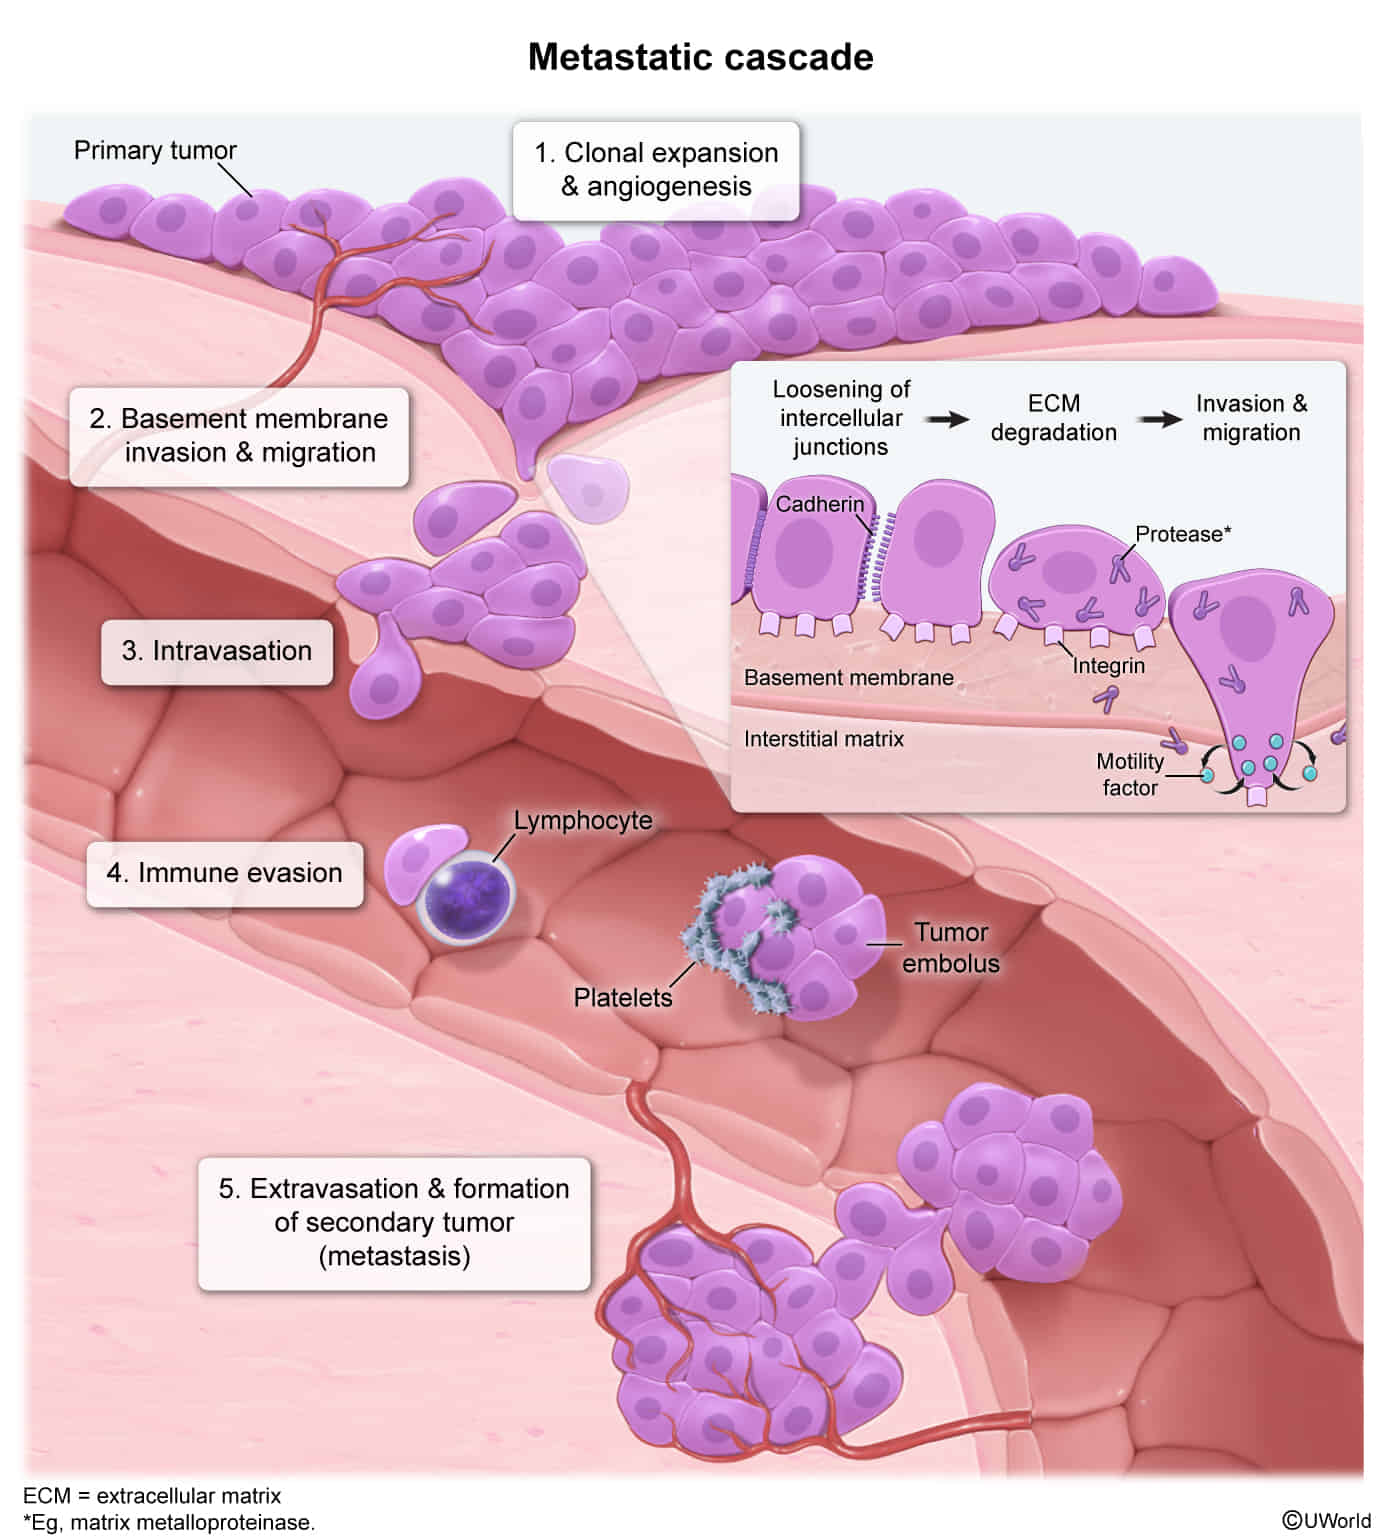 Metastatic cascade
Primary tumor
1. Clonal expansion
& angiogenesis
2. Basement membrane
invasion & migration
Loosening of
intercellular
junctions
ECM
degradation
Invasion &
migration
Cadherin
Protease*
Integrin
Basement membrane
Interstitial matrix
Motility
factor
3. Intravasation
Lymphocyte
4. Immune evasion
Tumor
embolus
Platelets
5. Extravasation & formation
of secondary tumor
(metastasis)
ECM = extracellular matrix
*Eg, matrix metalloproteinase.
©UWorld